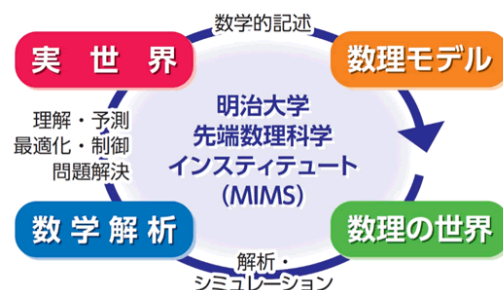 数学的記述
実世界
数理モデル
明治大学
先端数理科学
インスティテュート
(MIMS)
理解・予測
最適化・制御
問題解決
数学解析
数理の世界
解析・
シミュレーション